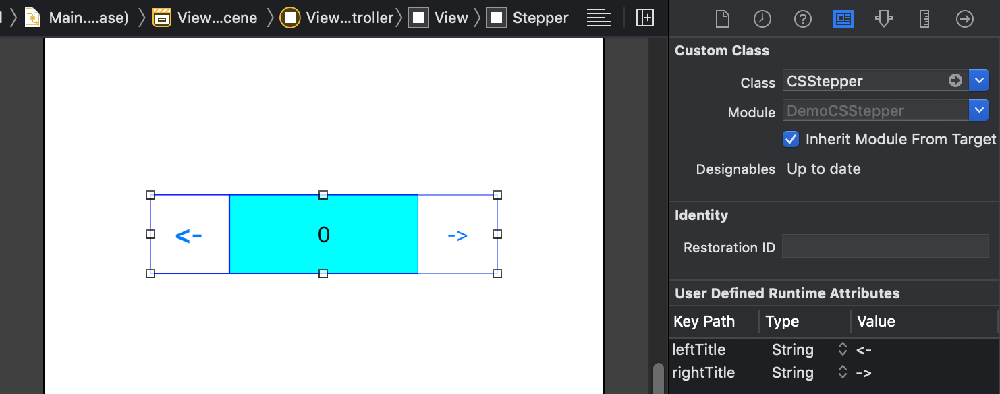 Main....ase) View...cene View...troller View Stepper
<- 0 ->
Custom Class
Class CSStepper
Module DemoCSStepper
Inherit Module From Target
Designables Up to date
Identity
Restoration ID
User Defined Runtime Attributes
Key Path Type Value
leftTitle String <-
rightTitle String ->